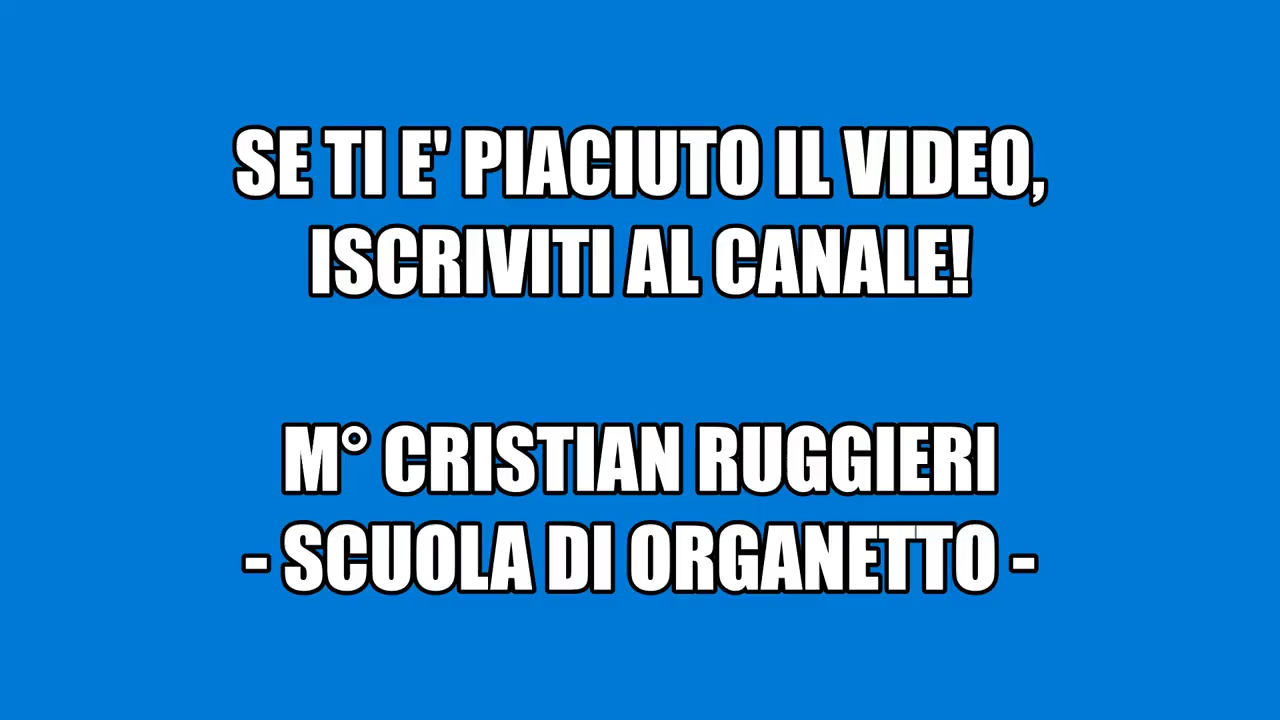 SE TI E' PIACIUTO IL VIDEO,
ISCRIVITI AL CANALE!
M° CRISTIAN RUGGIERI
- SCUOLA DI ORGANETTO -